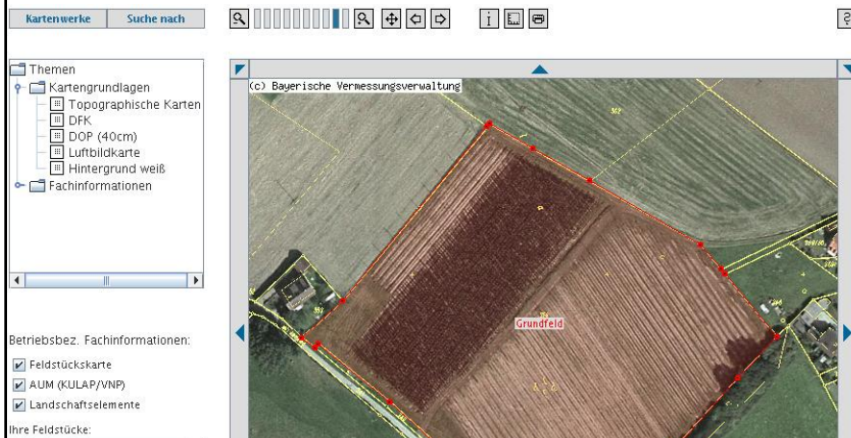 Kartenwerke
Suche nach
Themen
Kartengrundlagen
Topographische Karten
DFK
DOP (40cm)
Luftbildkarte
Hintergrund weiß
Fachinformationen
Betriebsbez. Fachinformationen:
Feldstückskarte
AUM (KULAP/VNP)
Landschaftselemente
Ihre Feldstücke:
(c) Bayerische Vermessungsverwaltung
Grundfeld